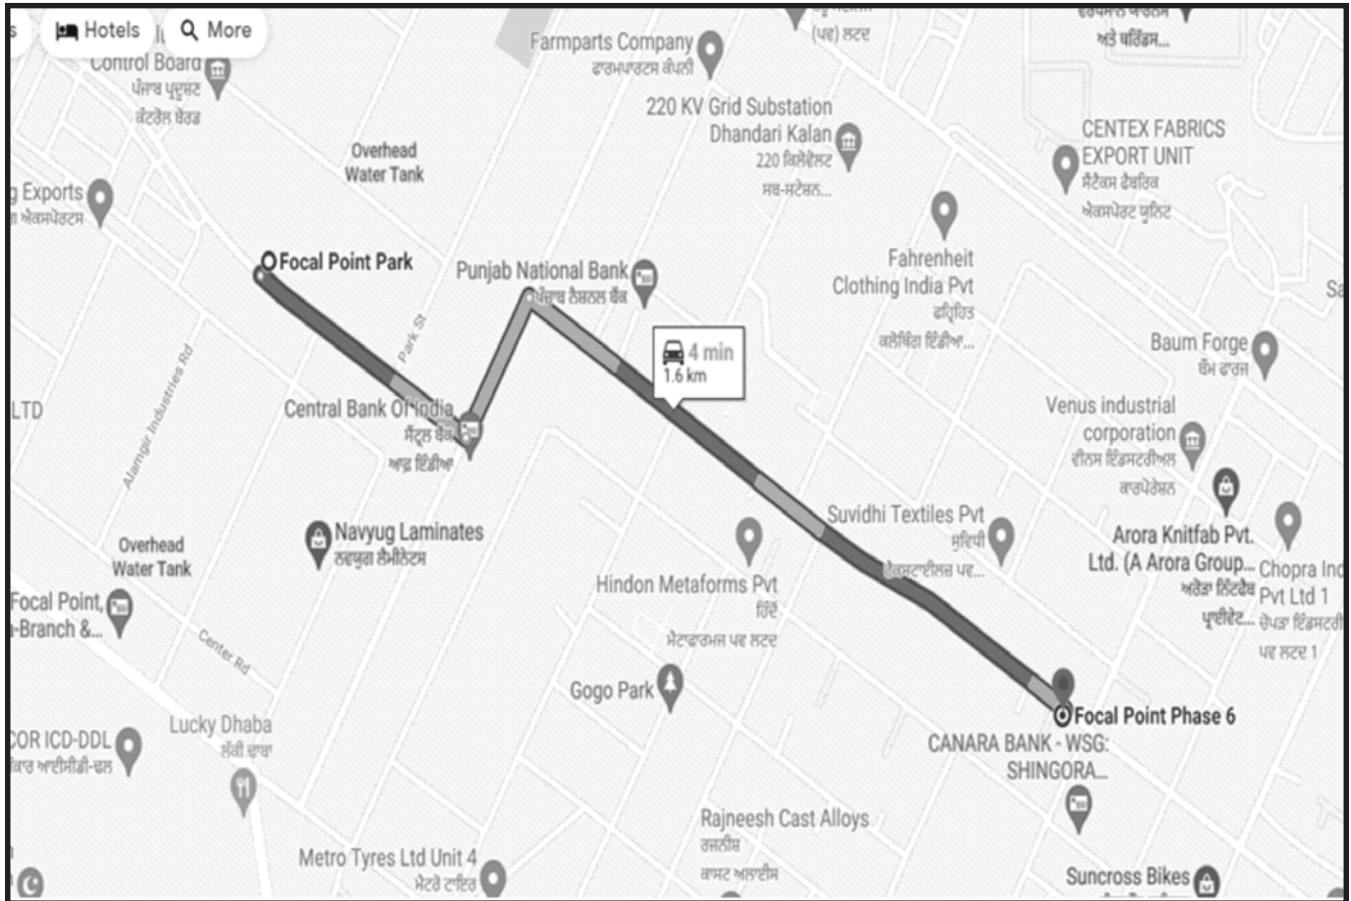 Hotels
More
Control Board
ਪੰਜਾਬ ਪ੍ਰਦੂਸ਼ਣ
ਕੰਟਰੋਲ ਬੋਰਡ
Farmparts Company
ਫਾਰਮਪਾਰਟਸ ਕੰਪਨੀ
(ਪਵ) ਲਟਦ
ਅਤੇ ਥਰਿੱਡਸ...
220 KV Grid Substation
Dhandari Kalan
220 ਕਿਲੋਵੋਲਟ
ਸਬ-ਸਟੇਸ਼ਨ...
CENTEX FABRICS
EXPORT UNIT
ਸੈਂਟੈਕਸ ਫੈਬਰਿਕ
ਐਕਸਪੋਰਟ ਯੂਨਿਟ
Overhead
Water Tank
g Exports
ਐਕਸਪੋਰਟਸ
Focal Point Park
Punjab National Bank
ਪੰਜਾਬ ਨੈਸ਼ਨਲ ਬੈਂਕ
Fahrenheit
Clothing India Pvt
ਫਹ੍ਰਿਹਿਤ
ਕਲੋਥਿੰਗ ਇੰਡੀਆ...
Sa
Park St
4 min
1.6 km
Baum Forge
ਬੌਮ ਫਾਰਜ
Alamgir Industries Rd
LTD
Central Bank Of India
ਸੈਂਟ੍ਰਲ ਬੈਂਕ
ਆਫ਼ ਇੰਡੀਆ
Venus industrial
corporation
ਵੀਨਸ ਇੰਡਸਟਰੀਅਲ
ਕਾਰਪੋਰੇਸ਼ਨ
Suvidhi Textiles Pvt
ਸੁਵਿਧੀ
ਟੈਕਸਟਾਈਲਜ਼ ਪਵ...
Arora Knitfab Pvt.
Ltd. (A Arora Group...
ਅਰੋੜਾ ਨਿੱਟਫੈਬ
ਪ੍ਰਾਈਵੇਟ...
Chopra Ind
Pvt Ltd 1
ਚੋਪੜਾ ਇੰਡਸਟਰੀ
ਪਵ ਲਟਦ 1
Navyug Laminates
ਨਵਯੁਗ ਲੈਮੀਨੇਟਸ
Overhead
Water Tank
Hindon Metaforms Pvt
ਹਿੰਦੋਂ
ਮੈਟਾਫਾਰਮਜ ਪਵ ਲਟਦ
Focal Point,
a-Branch &...
Center Rd
Gogo Park
Focal Point Phase 6
CANARA BANK - WSG:
SHINGORA...
Lucky Dhaba
ਲੱਕੀ ਢਾਬਾ
COR ICD-DDL
ਆਈਸੀਡੀ-ਢਲ
Rajneesh Cast Alloys
ਰਜਨੀਸ਼
ਕਾਸਟ ਅਲਾਈਸ
Metro Tyres Ltd Unit 4
ਮੈਟਰੋ ਟਾਇਰ
Suncross Bikes